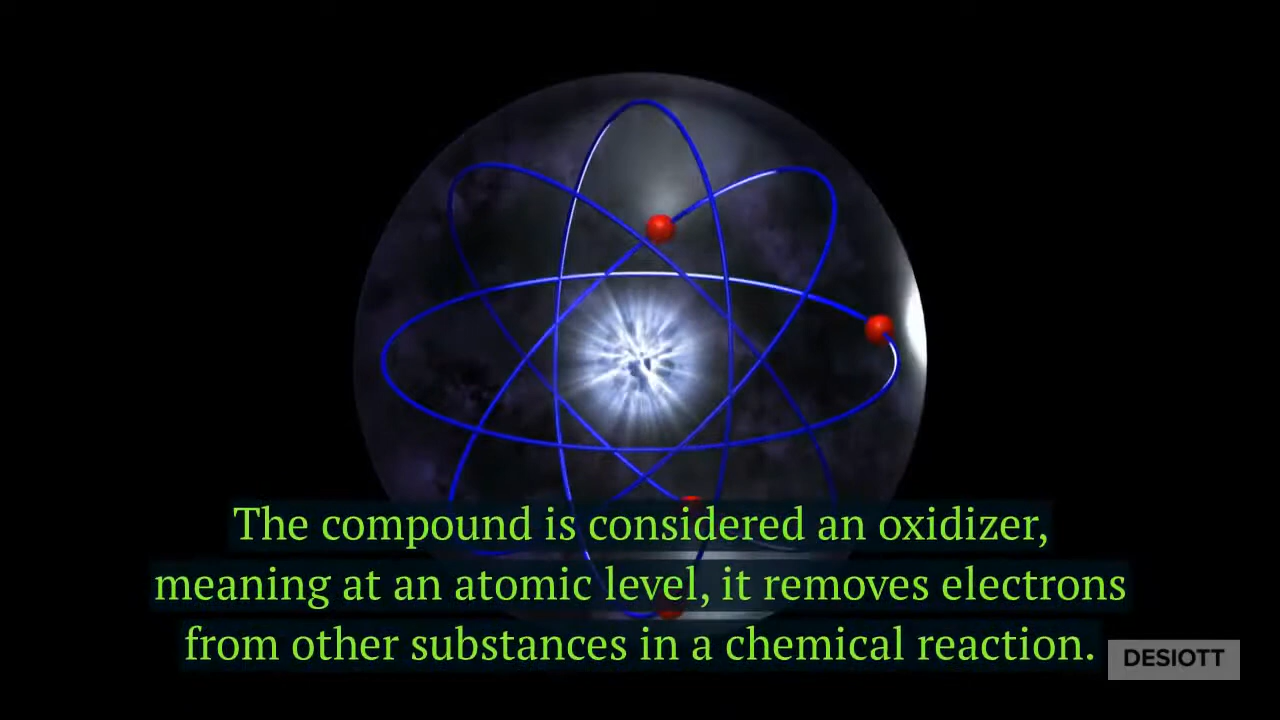 The compound is considered an oxidizer,
meaning at an atomic level, it removes electrons
from other substances in a chemical reaction.
DESIOTT